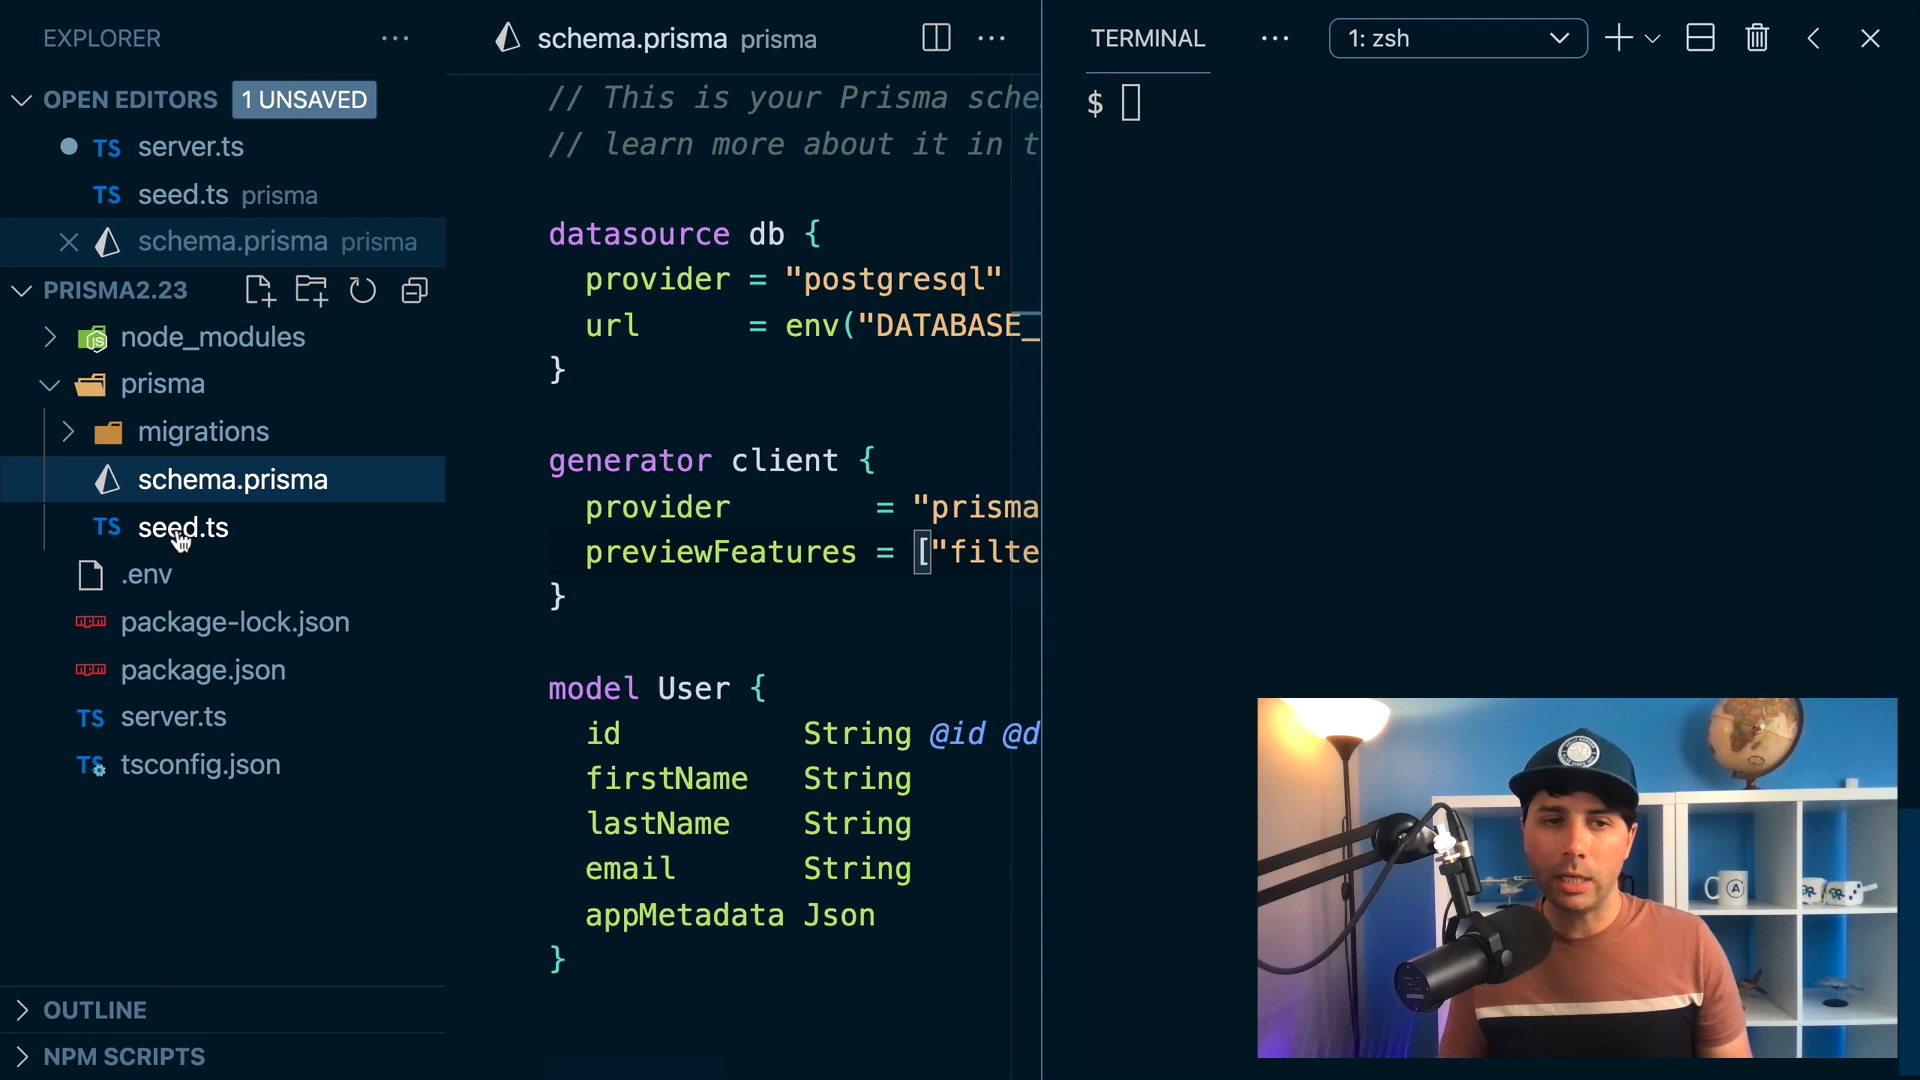 EXPLORER
OPEN EDITORS 1 UNSAVED
TS server.ts
TS seed.ts prisma
schema.prisma prisma
PRISMA2.23
node_modules
prisma
migrations
schema.prisma
TS seed.ts
.env
package-lock.json
package.json
TS server.ts
TS tsconfig.json
OUTLINE
NPM SCRIPTS
schema.prisma prisma
// This is your Prisma sche
// learn more about it in t
datasource db {
provider = "postgresql"
url = env("DATABASE_
}
generator client {
provider = "prisma
previewFeatures = ["filte
}
model User {
id String @id @d
firstName String
lastName String
email String
appMetadata Json
}
TERMINAL
1: zsh
$